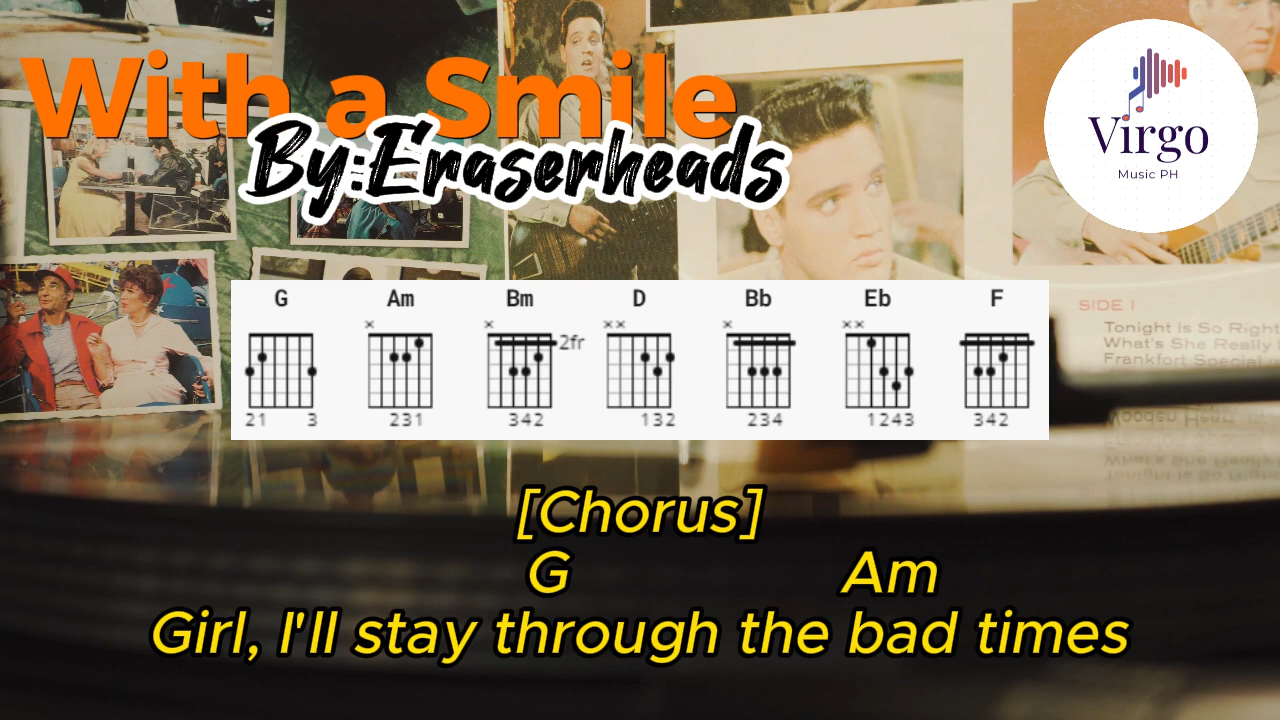 With a Smile
By:Eraserheads
Virgo
Music PH
G Am Bm D Bb Eb F
x x xx x xx
2fr
21 3 231 342 132 234 1243 342
SIDE 1
Tonight Is So Right
What's She Really
Frankfort Special
[Chorus]
G Am
Girl, I'll stay through the bad times